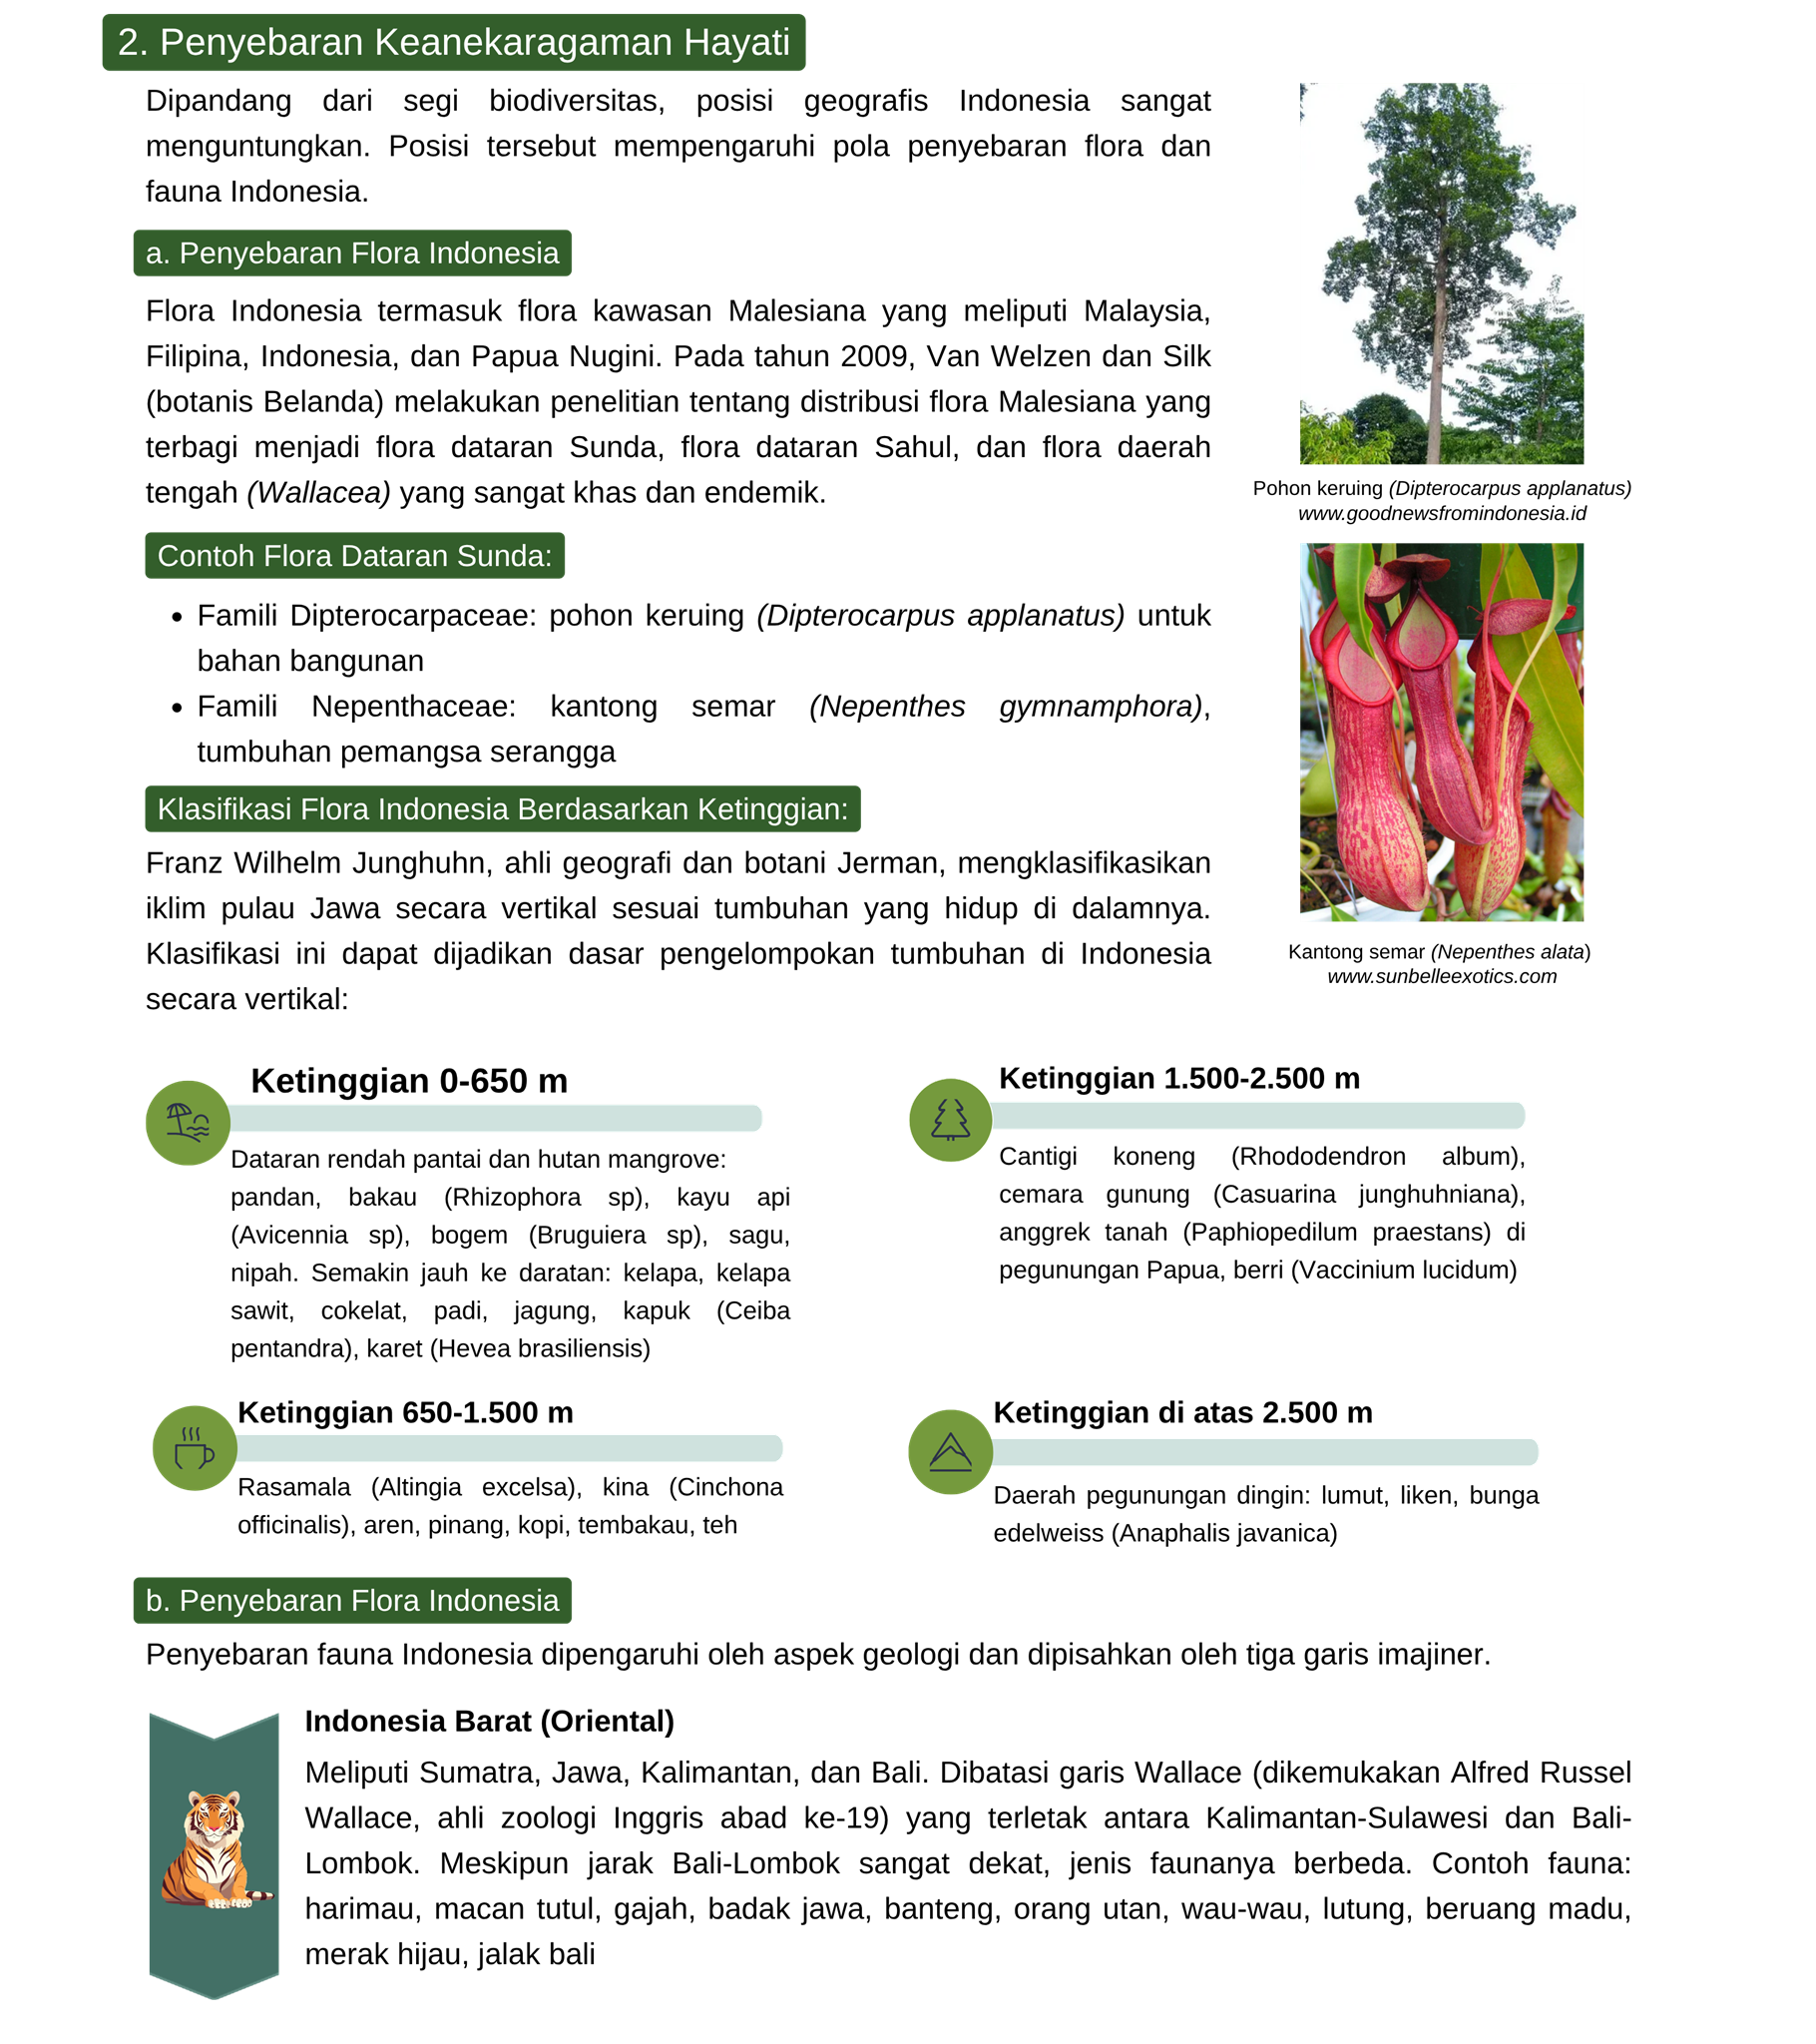 2. Penyebaran Keanekaragaman Hayati
Dipandang dari segi biodiversitas, posisi geografis Indonesia sangat
menguntungkan. Posisi tersebut mempengaruhi pola penyebaran flora dan
fauna Indonesia.
a. Penyebaran Flora Indonesia
Flora Indonesia termasuk flora kawasan Malesiana yang meliputi Malaysia,
Filipina, Indonesia, dan Papua Nugini. Pada tahun 2009, Van Welzen dan Silk
(botanis Belanda) melakukan penelitian tentang distribusi flora Malesiana yang
terbagi menjadi flora dataran Sunda, flora dataran Sahul, dan flora daerah
tengah (Wallacea) yang sangat khas dan endemik.
Pohon keruing (Dipterocarpus applanatus)
www.goodnewsfromindonesia.id
Contoh Flora Dataran Sunda:
• Famili Dipterocarpaceae: pohon keruing (Dipterocarpus applanatus) untuk
bahan bangunan
• Famili Nepenthaceae: kantong semar (Nepenthes gymnamphora),
tumbuhan pemangsa serangga
Klasifikasi Flora Indonesia Berdasarkan Ketinggian:
Franz Wilhelm Junghuhn, ahli geografi dan botani Jerman, mengklasifikasikan
iklim pulau Jawa secara vertikal sesuai tumbuhan yang hidup di dalamnya.
Klasifikasi ini dapat dijadikan dasar pengelompokan tumbuhan di Indonesia
secara vertikal:
Kantong semar (Nepenthes alata)
www.sunbelleexotics.com
Ketinggian 0-650 m
Dataran rendah pantai dan hutan mangrove:
pandan, bakau (Rhizophora sp), kayu api
(Avicennia sp), bogem (Bruguiera sp), sagu,
nipah. Semakin jauh ke daratan: kelapa, kelapa
sawit, cokelat, padi, jagung, kapuk (Ceiba
pentandra), karet (Hevea brasiliensis)
Ketinggian 1.500-2.500 m
Cantigi koneng (Rhododendron album),
cemara gunung (Casuarina junghuhniana),
anggrek tanah (Paphiopedilum praestans) di
pegunungan Papua, berri (Vaccinium lucidum)
Ketinggian 650-1.500 m
Rasamala (Altingia excelsa), kina (Cinchona
officinalis), aren, pinang, kopi, tembakau, teh
Ketinggian di atas 2.500 m
Daerah pegunungan dingin: lumut, liken, bunga
edelweiss (Anaphalis javanica)
b. Penyebaran Flora Indonesia
Penyebaran fauna Indonesia dipengaruhi oleh aspek geologi dan dipisahkan oleh tiga garis imajiner.
Indonesia Barat (Oriental)
Meliputi Sumatra, Jawa, Kalimantan, dan Bali. Dibatasi garis Wallace (dikemukakan Alfred Russel
Wallace, ahli zoologi Inggris abad ke-19) yang terletak antara Kalimantan-Sulawesi dan Bali-
Lombok. Meskipun jarak Bali-Lombok sangat dekat, jenis faunanya berbeda. Contoh fauna:
harimau, macan tutul, gajah, badak jawa, banteng, orang utan, wau-wau, lutung, beruang madu,
merak hijau, jalak bali